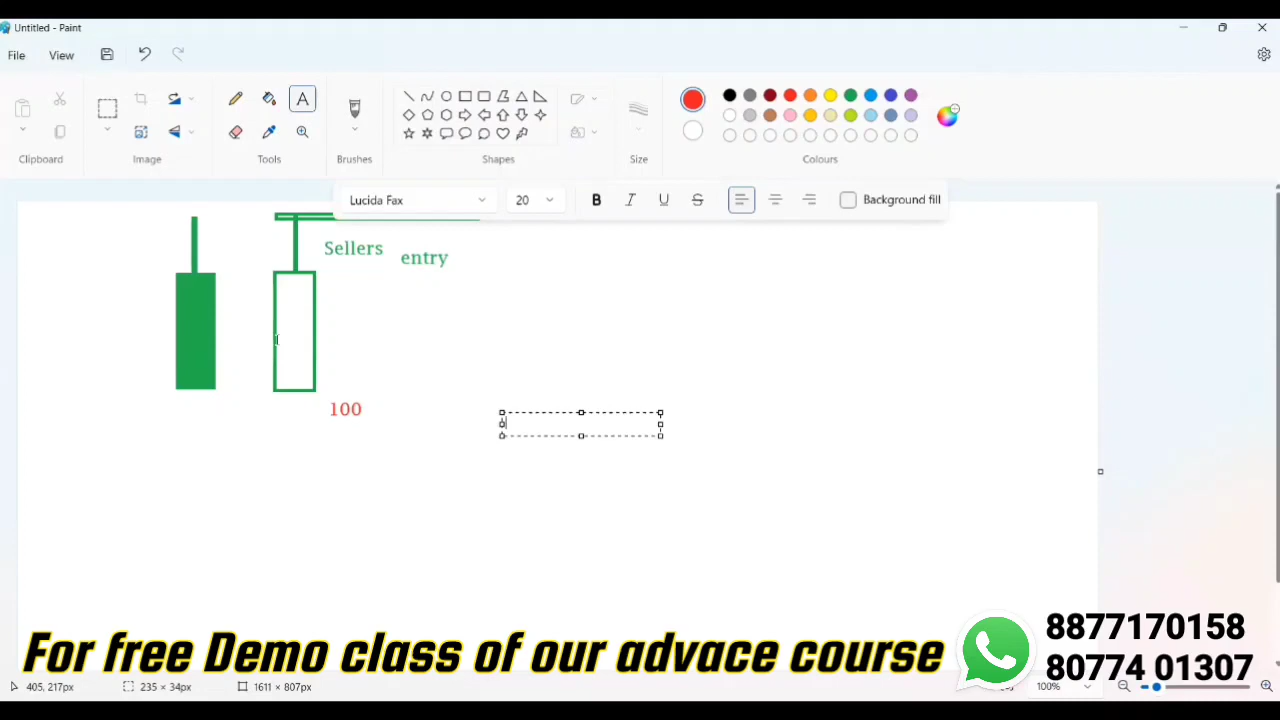 Untitled - Paint
File
View
Clipboard
Image
Tools
Brushes
Shapes
Size
Colours
Lucida Fax
20
B
I
U
S
Background fill
Sellers
entry
100
For free Demo class of our advace course
8877170158
80774 01307
405, 217px
235 × 34px
1611 × 807px
100%